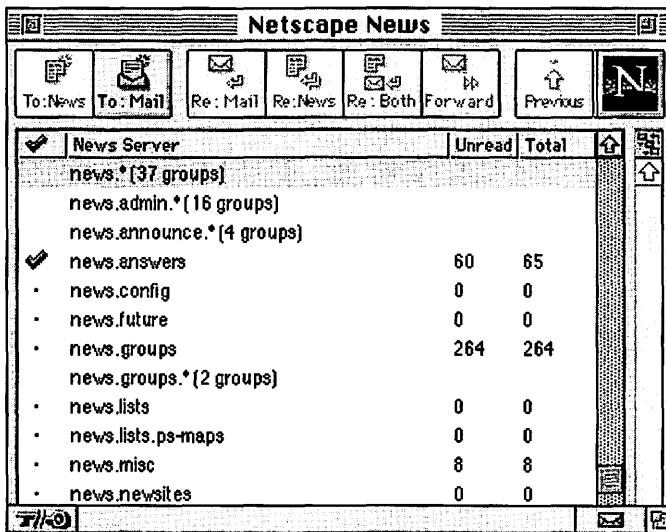 Netscape News
To:News To:Mail Re:Mail Re:News Re:Both Forward Previous N
News Server Unread Total
news.* (37 groups)
news.admin.* (16 groups)
news.announce.* (4 groups)
news.answers 60 65
news.config 0 0
news.future 0 0
news.groups 264 264
news.groups.* (2 groups)
news.lists 0 0
news.lists.ps-maps 0 0
news.misc 8 8
news.newsites 0 0